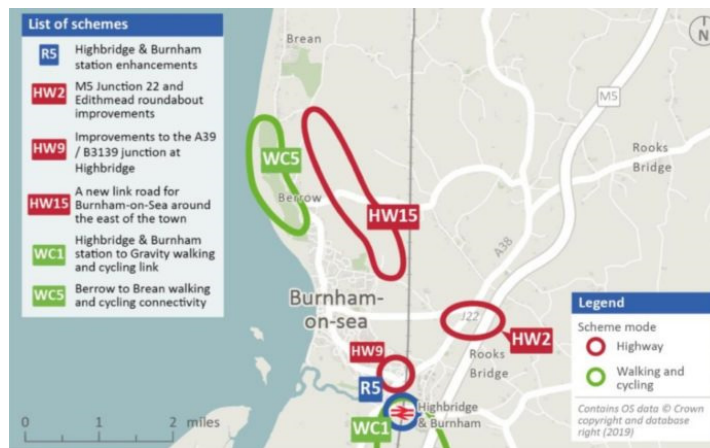 List of schemes
R5
Highbridge & Burnham
station enhancements
HW2
M5 Junction 22 and
Edithmead roundabout
improvements
HW9
Improvements to the A39
/ B3139 junction at
Highbridge
HW15
A new link road for
Burnham-on-Sea around
the east of the town
WC1
Highbridge & Burnham
station to Gravity walking
and cycling link
WC5
Berrow to Brean walking
and cycling connectivity
Brean
N
M5
WC5
Rooks
Bridge
Berrow
HW15
A38
Burnham-
on-sea
J22
HW2
HW9
Rooks
Bridge
R5
Highbridge
& Burnham
WC1
0 1 2 miles
Legend
Scheme mode
Highway
Walking and
cycling
Contains OS data © Crown
copyright and database
right (2019)